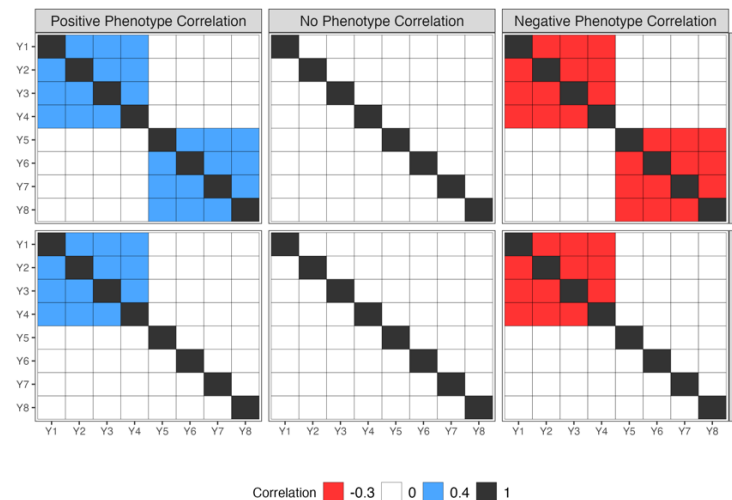 Positive Phenotype Correlation No Phenotype Correlation Negative Phenotype Correlation
Y1
Y2
Y3
Y4
Y5
Y6
Y7
Y8
Y1
Y2
Y3
Y4
Y5
Y6
Y7
Y8
Y1 Y2 Y3 Y4 Y5 Y6 Y7 Y8 Y1 Y2 Y3 Y4 Y5 Y6 Y7 Y8 Y1 Y2 Y3 Y4 Y5 Y6 Y7 Y8
Correlation -0.3 0 0.4 1